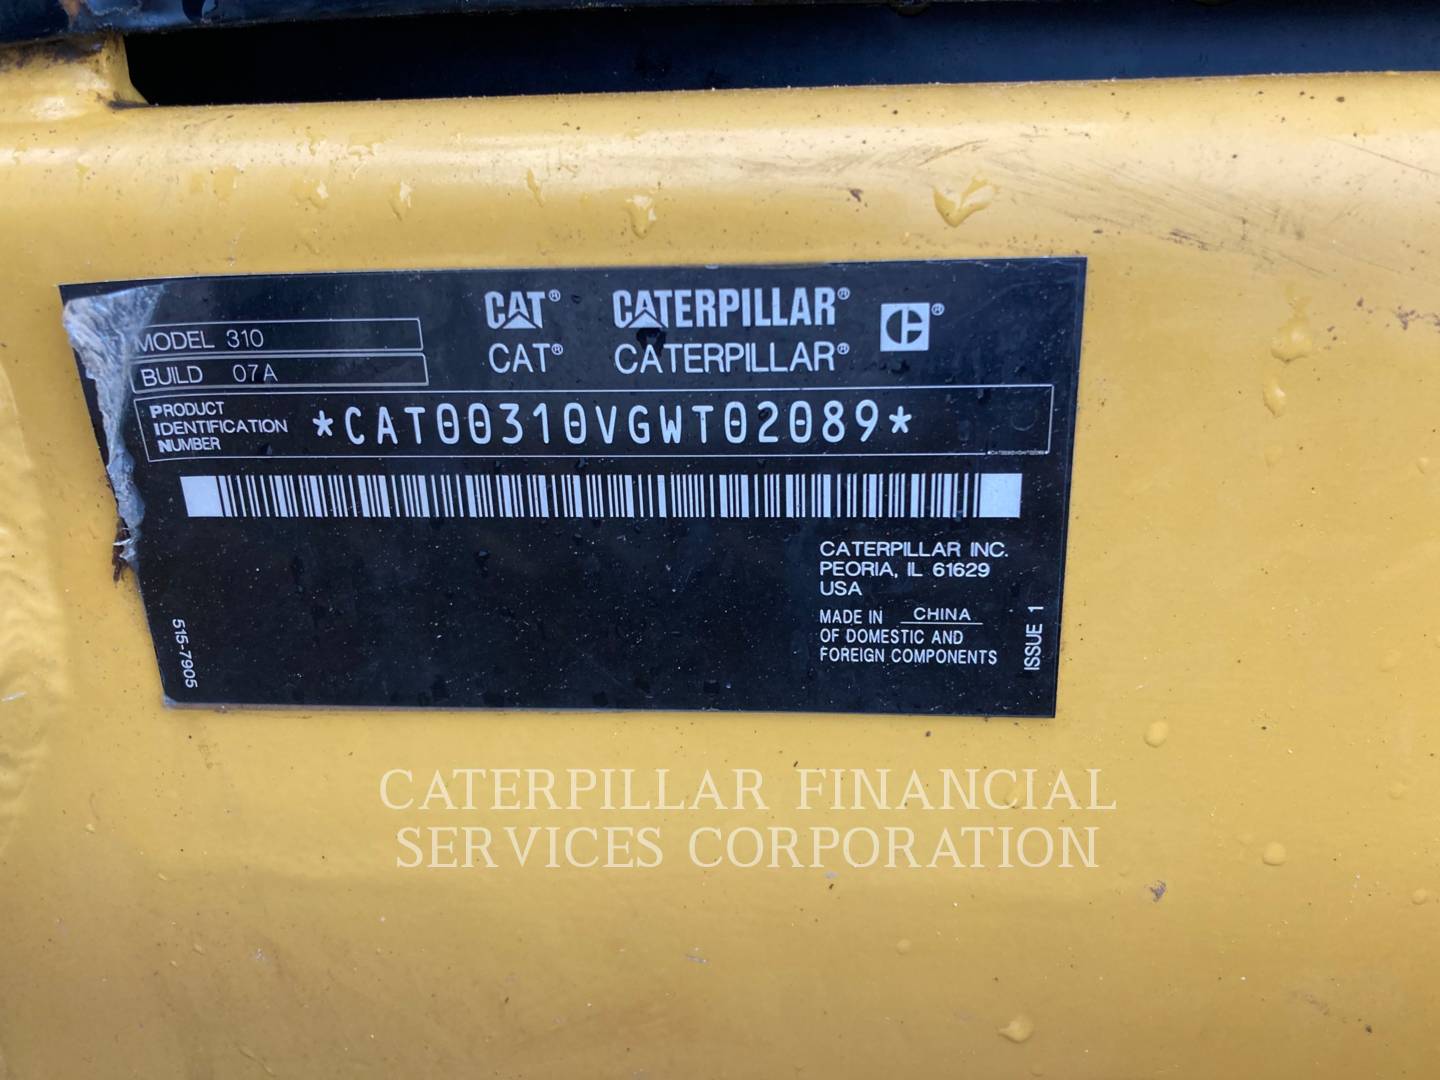 CAT® CATERPILLAR® ®
CAT® CATERPILLAR®
MODEL 310
BUILD 07A
PRODUCT
IDENTIFICATION
NUMBER
*CAT00310VGWT02089*
CATERPILLAR INC.
PEORIA, IL 61629
USA
MADE IN CHINA
OF DOMESTIC AND
FOREIGN COMPONENTS
ISSUE 1
515-7905
CATERPILLAR FINANCIAL
SERVICES CORPORATION